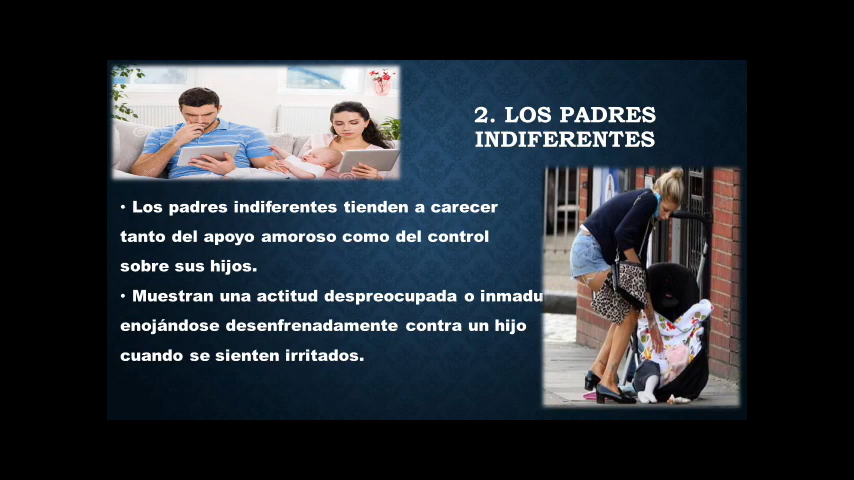 2. LOS PADRES
INDIFERENTES
• Los padres indiferentes tienden a carecer
tanto del apoyo amoroso como del control
sobre sus hijos.
• Muestran una actitud despreocupada o inmadu
enojándose desenfrenadamente contra un hijo
cuando se sienten irritados.